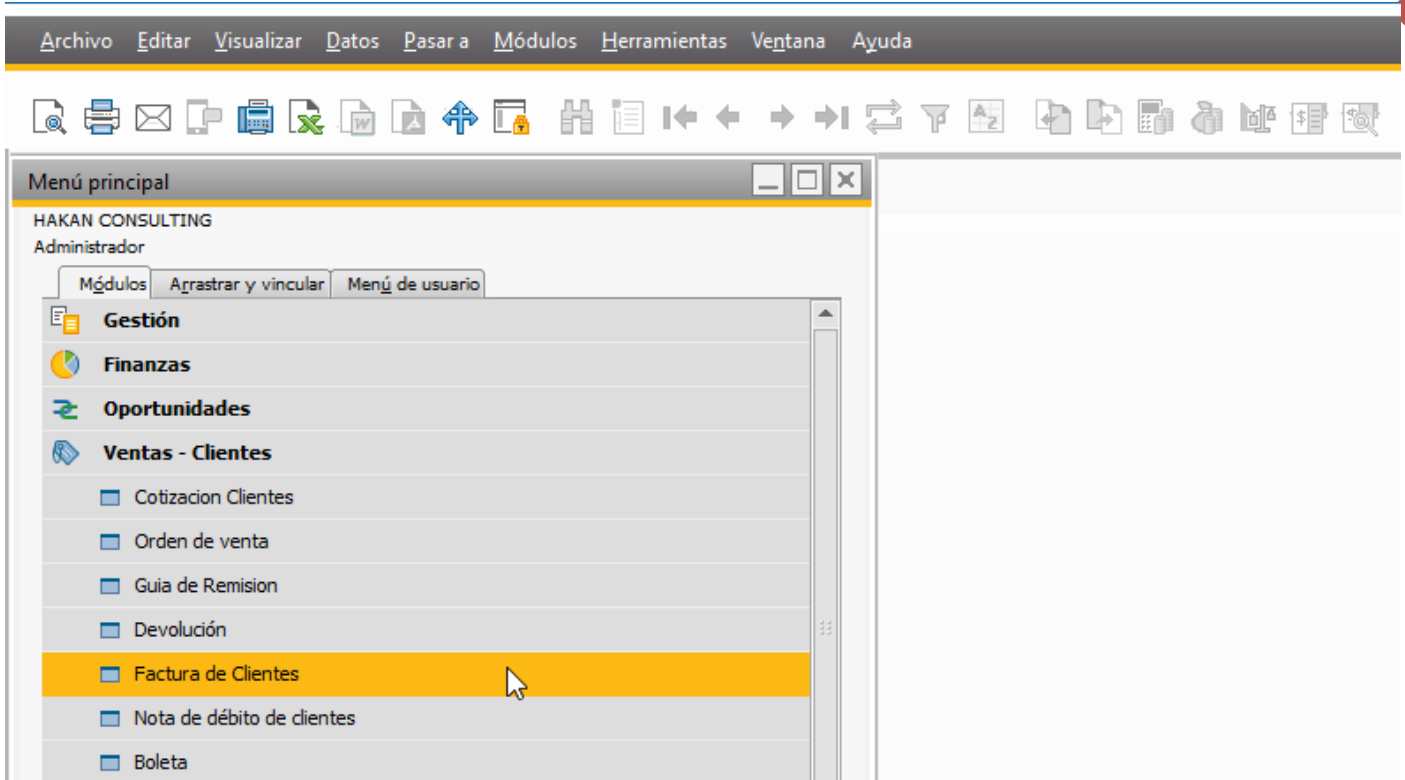 Archivo Editar Visualizar Datos Pasar a Módulos Herramientas Ventana Ayuda
Menú principal
HAKAN CONSULTING
Administrador
Módulos Arrastrar y vincular Menú de usuario
Gestión
Finanzas
Oportunidades
Ventas - Clientes
Cotizacion Clientes
Orden de venta
Guia de Remision
Devolución
Factura de Clientes
Nota de débito de clientes
Boleta